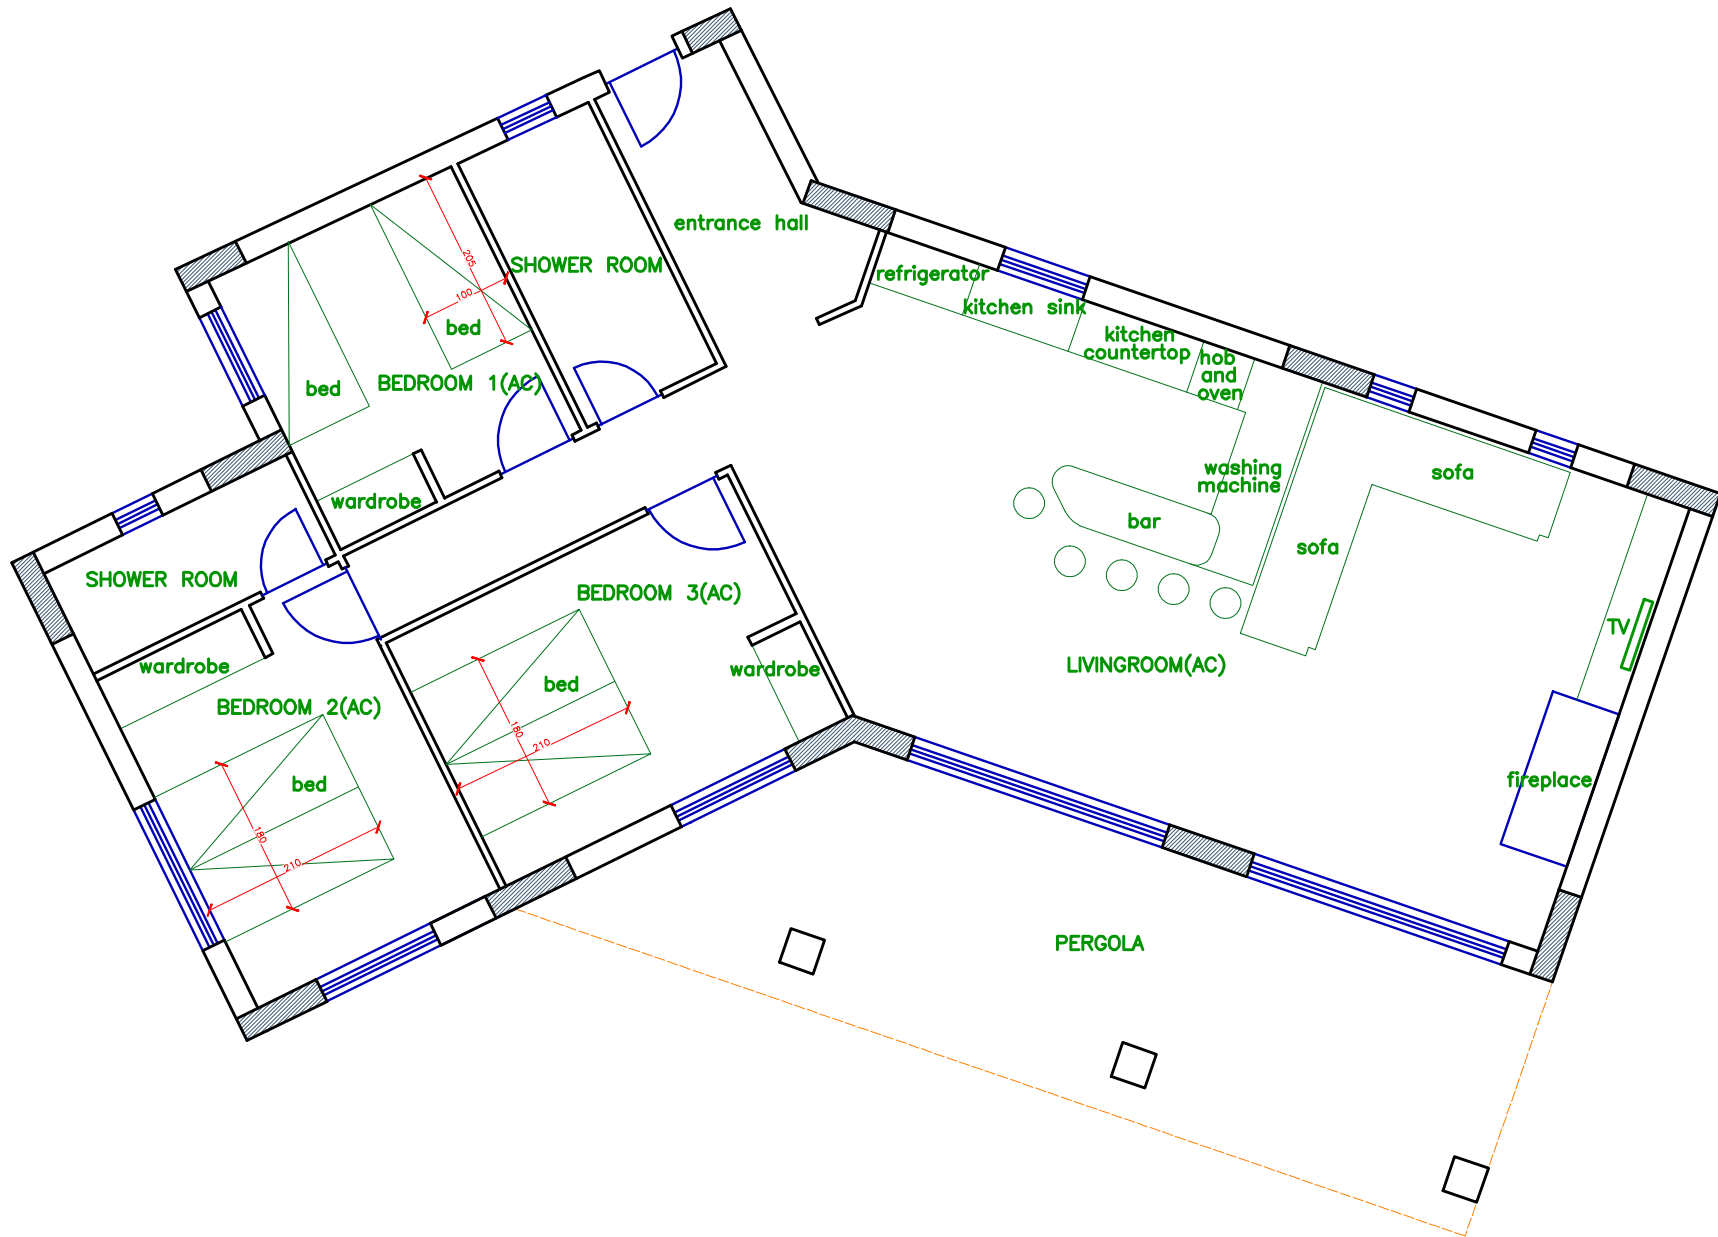 entrance hall
SHOWER ROOM
205
100
bed
bed
BEDROOM 1(AC)
wardrobe
refrigerator
kitchen sink
kitchen
countertop
hob
and
oven
washing
machine
bar
sofa
sofa
TV
LIVINGROOM(AC)
fireplace
SHOWER ROOM
wardrobe
BEDROOM 2(AC)
bed
180
210
BEDROOM 3(AC)
bed
180
210
wardrobe
PERGOLA